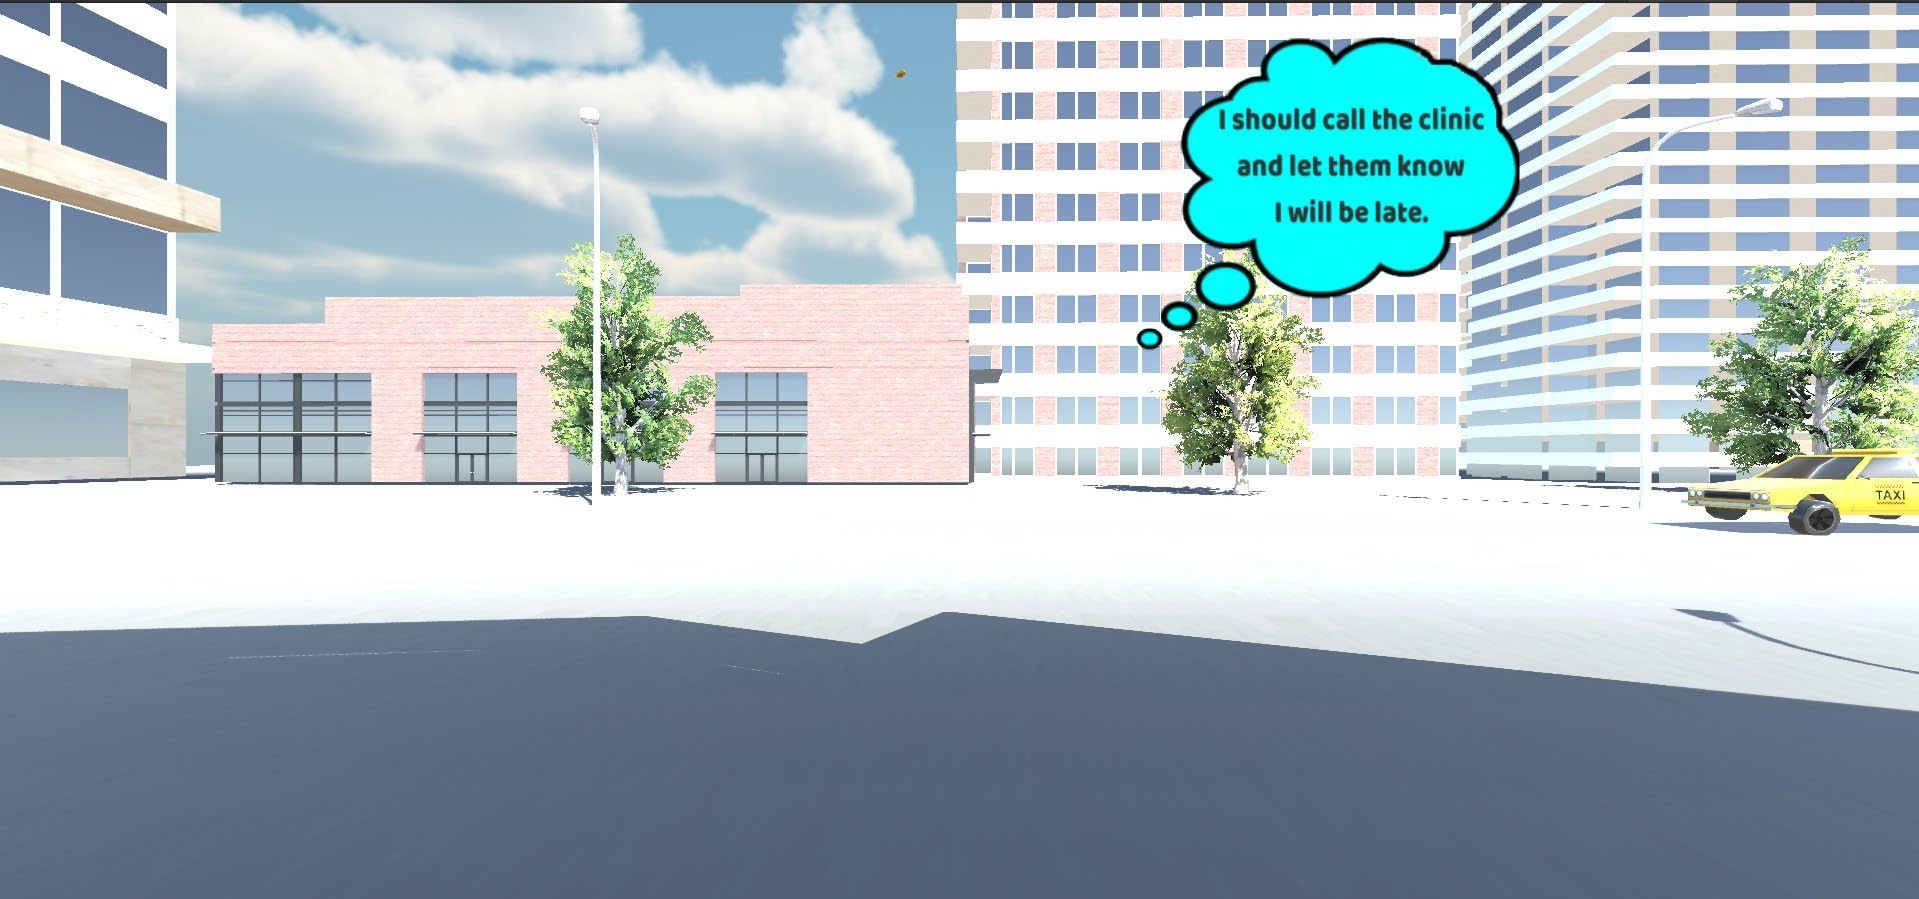 I should call the clinic
and let them know
I will be late.
TAXI